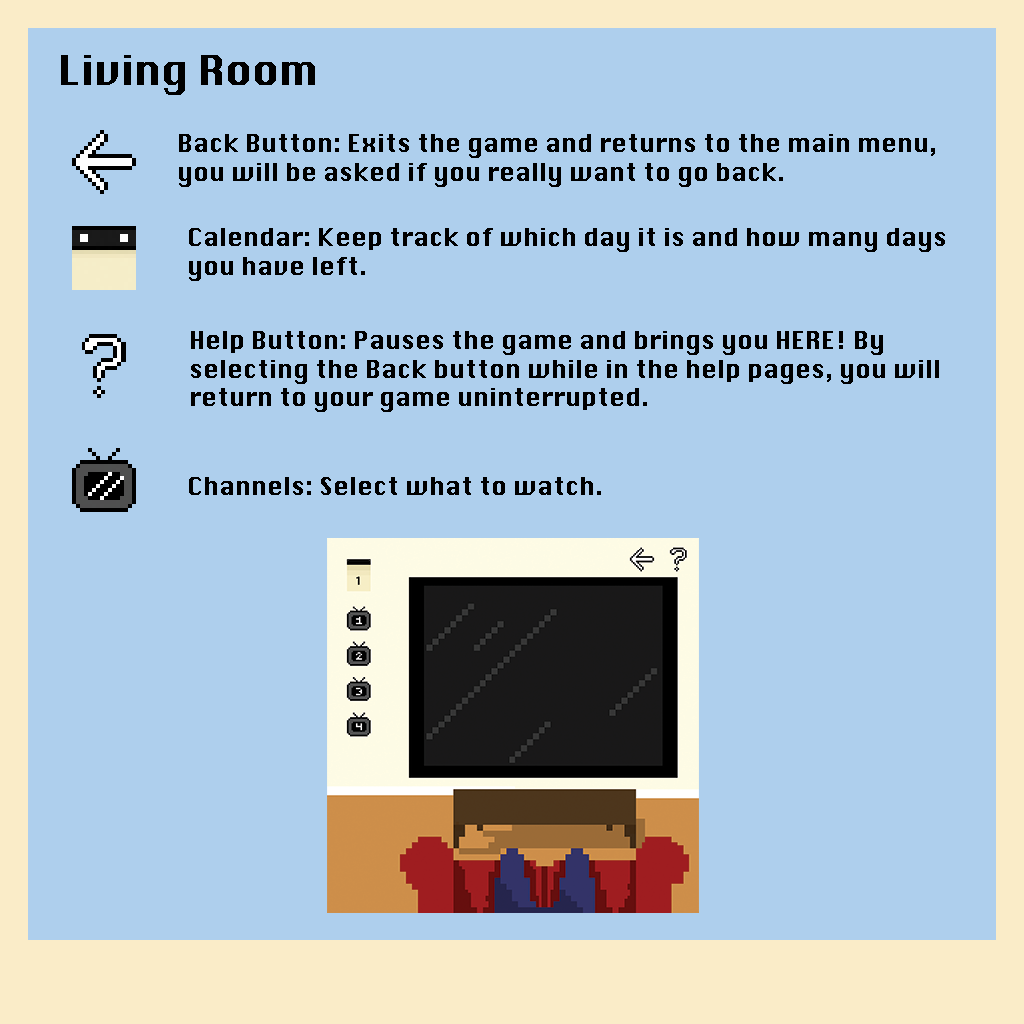 Living Room
Back Button: Exits the game and returns to the main menu,
you will be asked if you really want to go back.
Calendar: Keep track of which day it is and how many days
you have left.
Help Button: Pauses the game and brings you HERE! By
selecting the Back button while in the help pages, you will
return to your game uninterrupted.
Channels: Select what to watch.
1
1
2
3
4